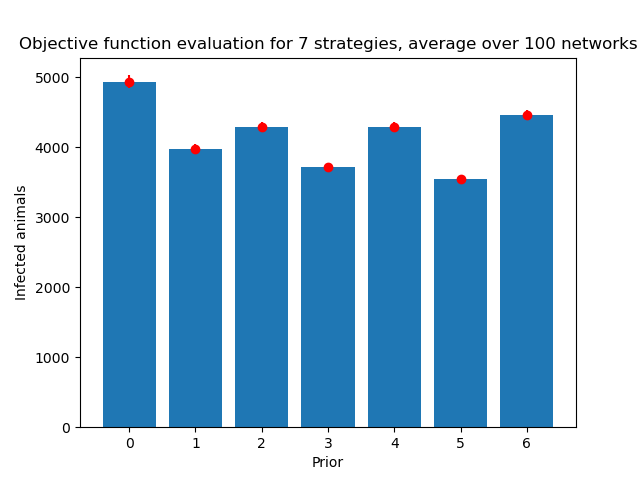 Objective function evaluation for 7 strategies, average over 100 networks
5000
4000
3000
2000
1000
0
Infected animals
0 1 2 3 4 5 6
Prior